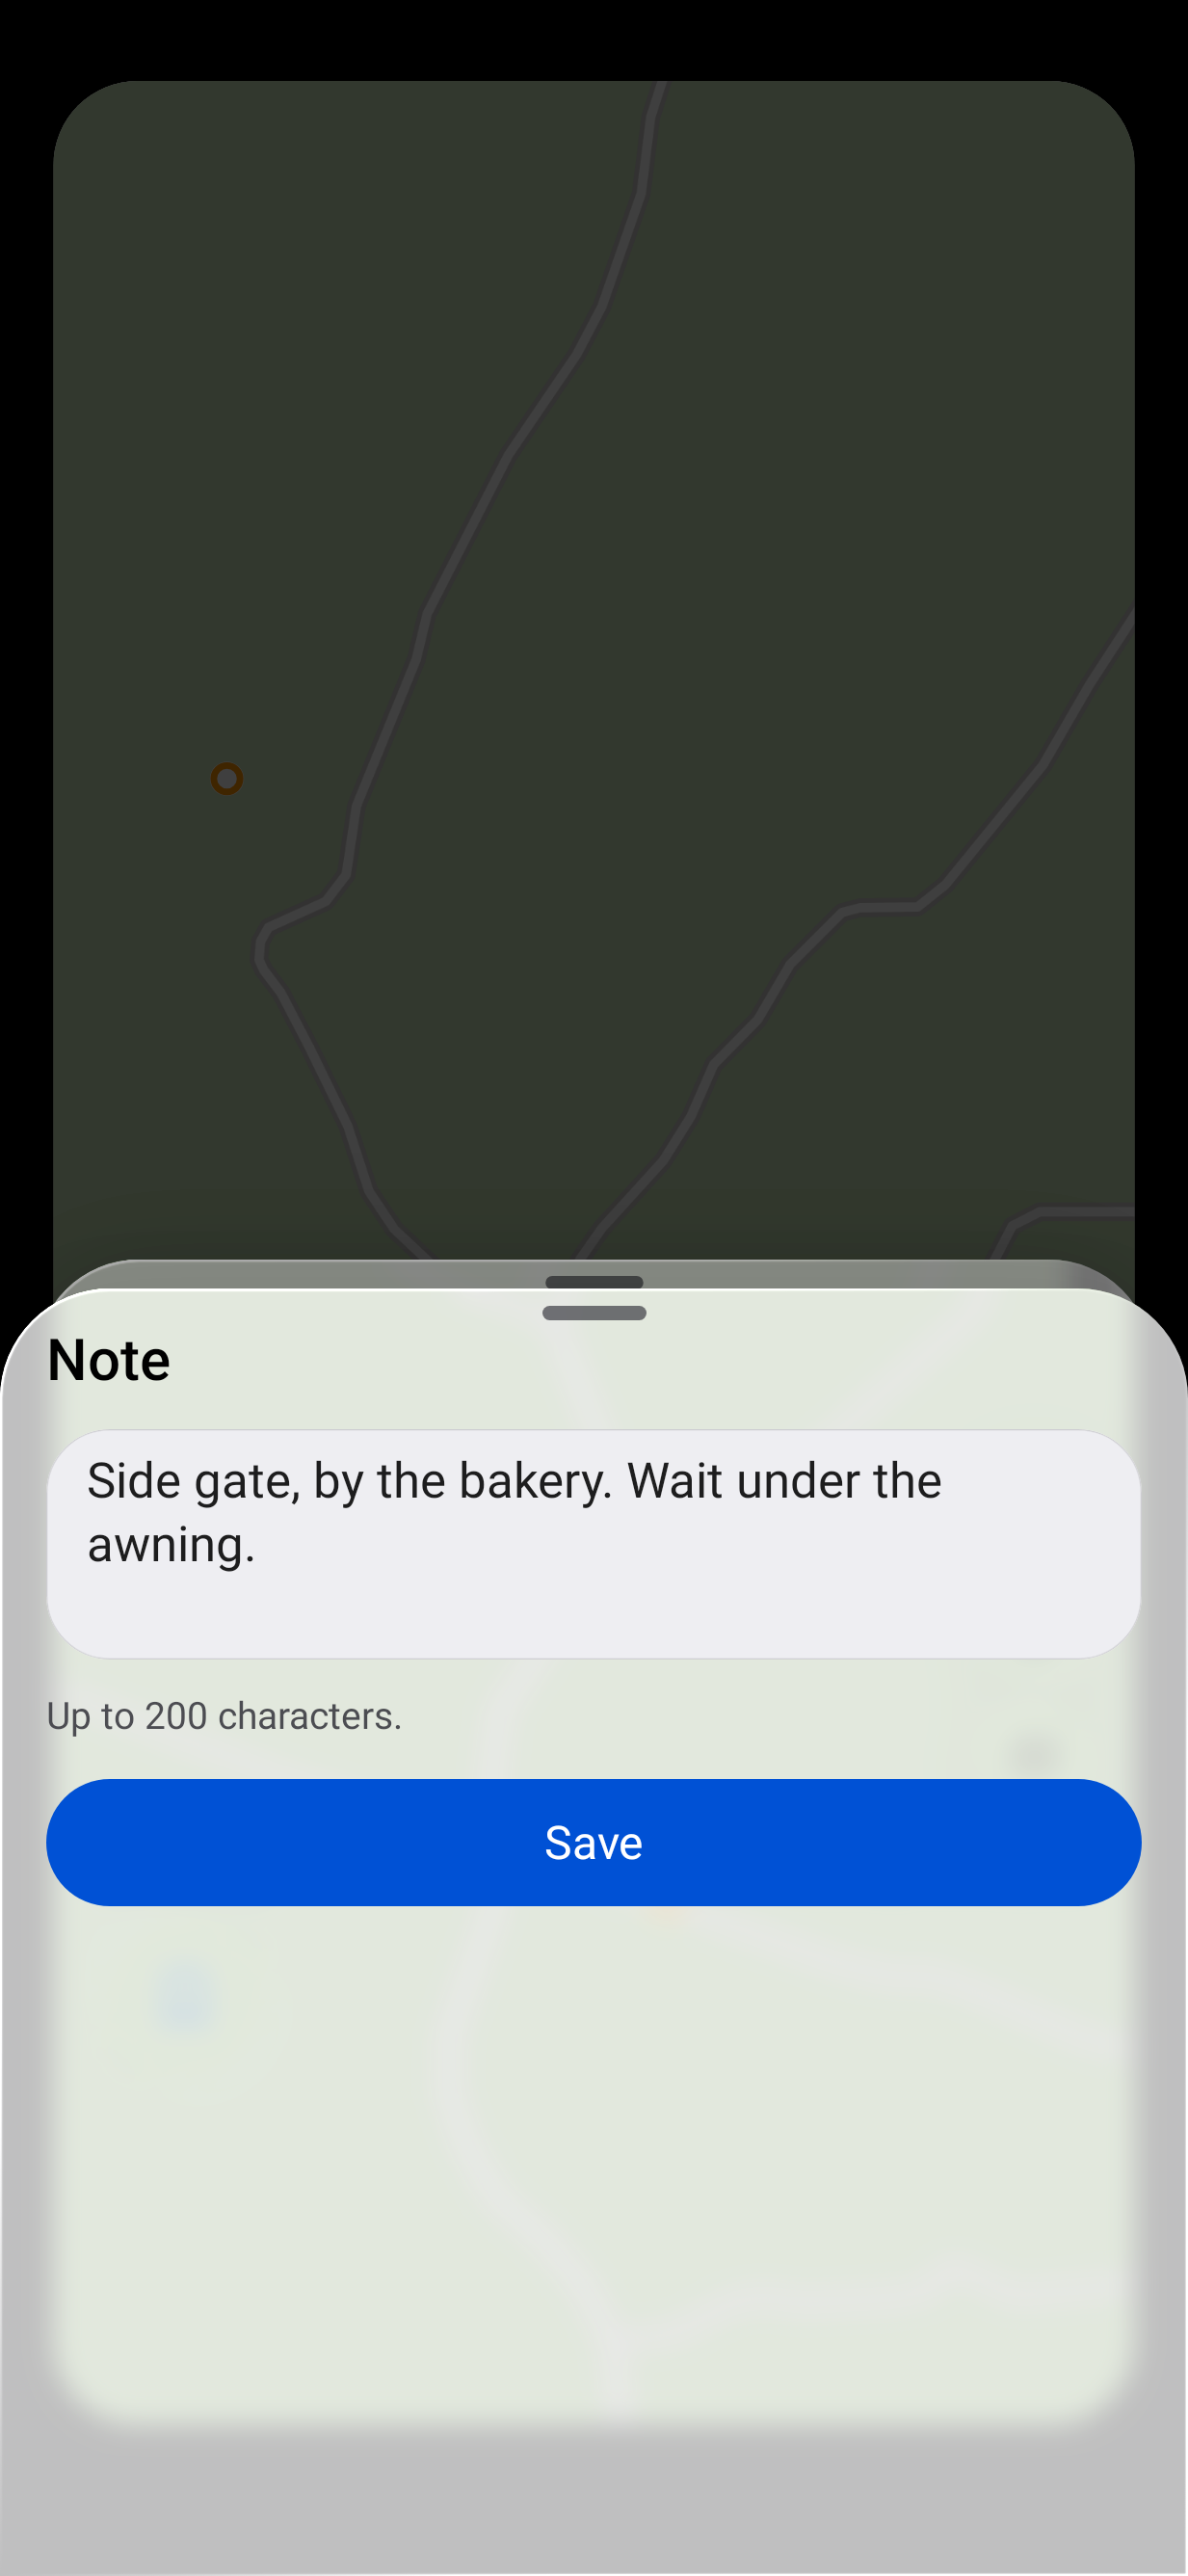 Note
Side gate, by the bakery. Wait under the
awning.
Up to 200 characters.
Save